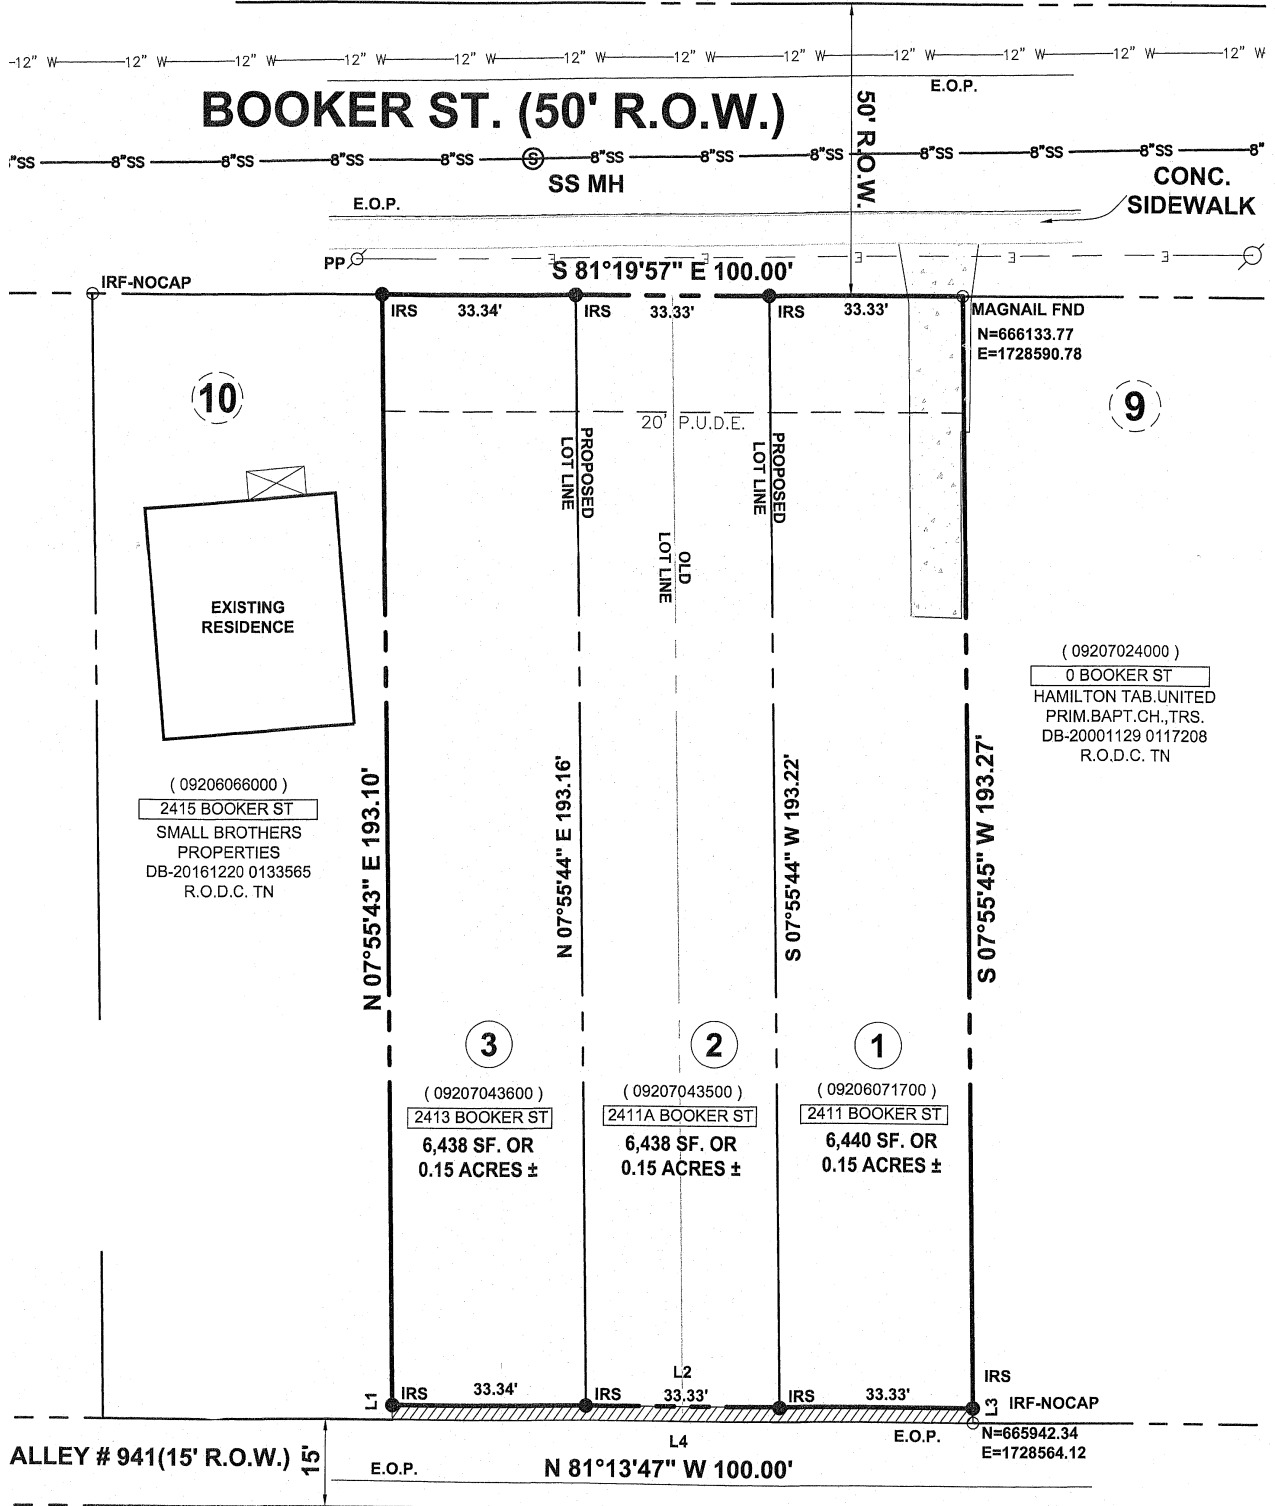 12" W 12" W 12" W 12" W 12" W 12" W 12" W 12" W 12" W 12" W 12" W 12" W
E.O.P.
BOOKER ST. (50' R.O.W.)
50' R.O.W.
8"SS 8"SS 8"SS 8"SS 8"SS S 8"SS 8"SS 8"SS 8"SS 8"SS 8"SS 8"
SS MH
CONC.
SIDEWALK
E.O.P.
PP E E E E
S 81°19'57" E 100.00'
IRF-NOCAP
IRS 33.34' IRS 33.33' IRS 33.33' MAGNAIL FND
N=666133.77
E=1728590.78
10
9
20' P.U.D.E.
PROPOSED
LOT LINE
PROPOSED
LOT LINE
OLD
LOT LINE
EXISTING
RESIDENCE
( 09207024000 )
0 BOOKER ST
HAMILTON TAB.UNITED
PRIM.BAPT.CH.,TRS.
DB-20001129 0117208
R.O.D.C. TN
( 09206066000 )
2415 BOOKER ST
SMALL BROTHERS
PROPERTIES
DB-20161220 0133565
R.O.D.C. TN
N 07°55'43" E 193.10'
N 07°55'44" E 193.16'
S 07°55'44" W 193.22'
S 07°55'45" W 193.27'
3
( 09207043600 )
2413 BOOKER ST
6,438 SF. OR
0.15 ACRES ±
2
( 09207043500 )
2411A BOOKER ST
6,438 SF. OR
0.15 ACRES ±
1
( 09206071700 )
2411 BOOKER ST
6,440 SF. OR
0.15 ACRES ±
L2
IRS
L1 IRS 33.34' IRS 33.33' IRS 33.33' L3 IRF-NOCAP
N=665942.34
E=1728564.12
L4
E.O.P.
ALLEY # 941(15' R.O.W.) 15'
E.O.P.
N 81°13'47" W 100.00'